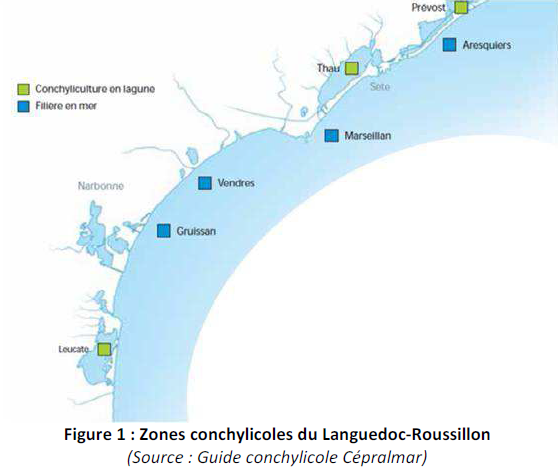 Prévost
Aresquiers
Thau
Sète
Conchyliculture en lagune
Filière en mer
Marseillan
Vendres
Narbonne
Gruissan
Leucate
Figure 1 : Zones conchylicoles du Languedoc-Roussillon
(Source : Guide conchylicole Cépralmar)